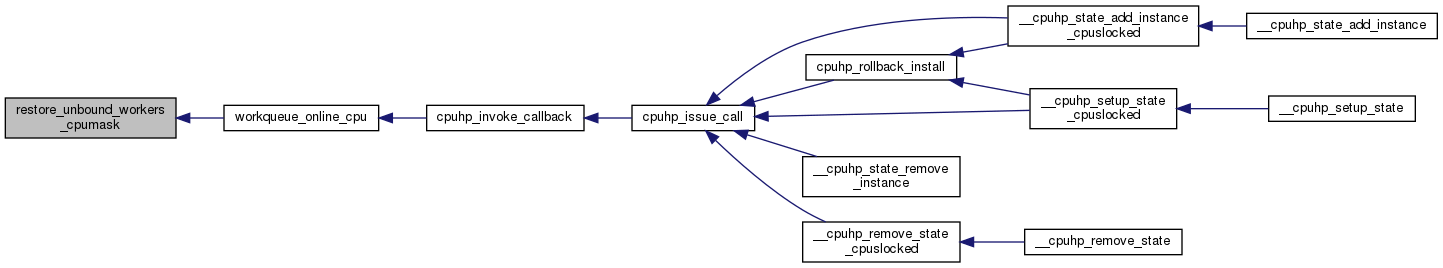 restore_unbound_workers
_cpumask
workqueue_online_cpu
cpuhp_invoke_callback
cpuhp_issue_call
__cpuhp_state_add_instance
_cpuslocked
__cpuhp_state_add_instance
cpuhp_rollback_install
__cpuhp_setup_state
_cpuslocked
__cpuhp_setup_state
__cpuhp_state_remove
_instance
__cpuhp_remove_state
_cpuslocked
__cpuhp_remove_state